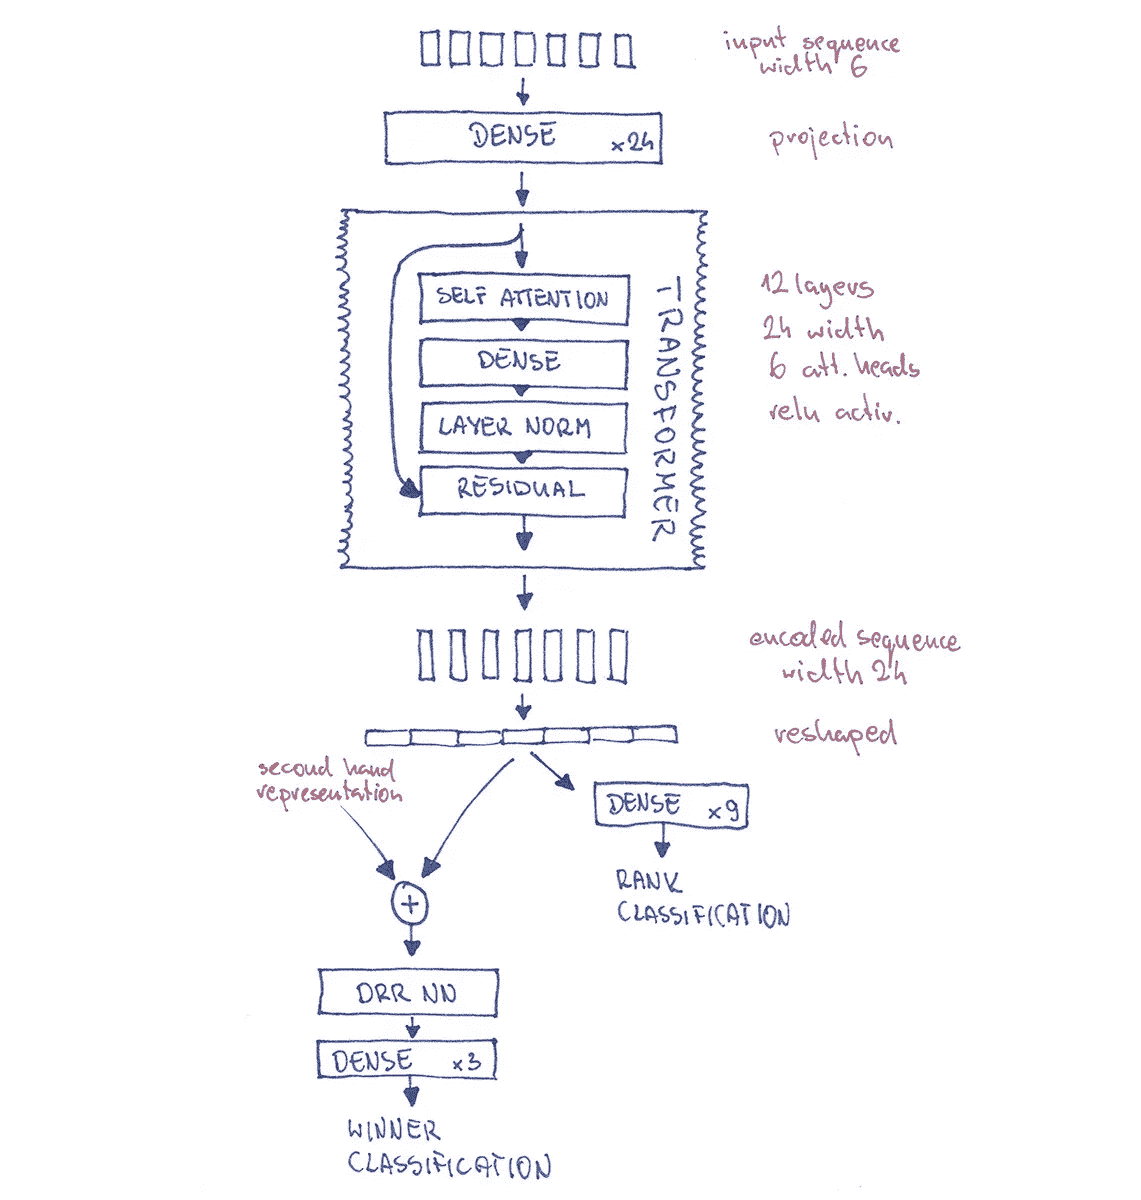 input sequence
width 6
DENSE ×24
projection
SELF ATTENTION
DENSE
LAYER NORM
RESIDUAL
TRANSFORMER
12 layers
24 width
6 att. heads
relu activ.
encoded sequence
width 24
reshaped
second hand
representation
DENSE ×9
RANK
CLASSIFICATION
+
DRR NN
DENSE ×3
WINNER
CLASSIFICATION